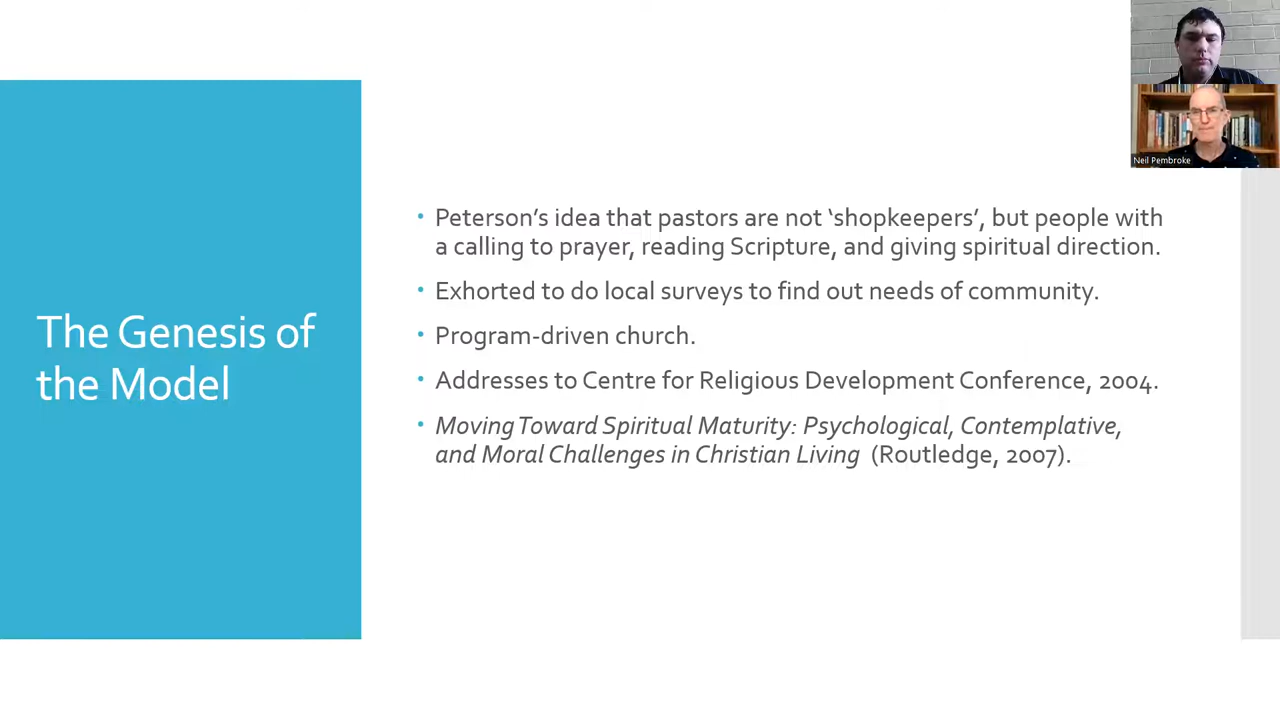 Neil Pembroke
The Genesis of
the Model
• Peterson’s idea that pastors are not ‘shopkeepers’, but people with
a calling to prayer, reading Scripture, and giving spiritual direction.
• Exhorted to do local surveys to find out needs of community.
• Program-driven church.
• Addresses to Centre for Religious Development Conference, 2004.
• Moving Toward Spiritual Maturity: Psychological, Contemplative,
and Moral Challenges in Christian Living (Routledge, 2007).